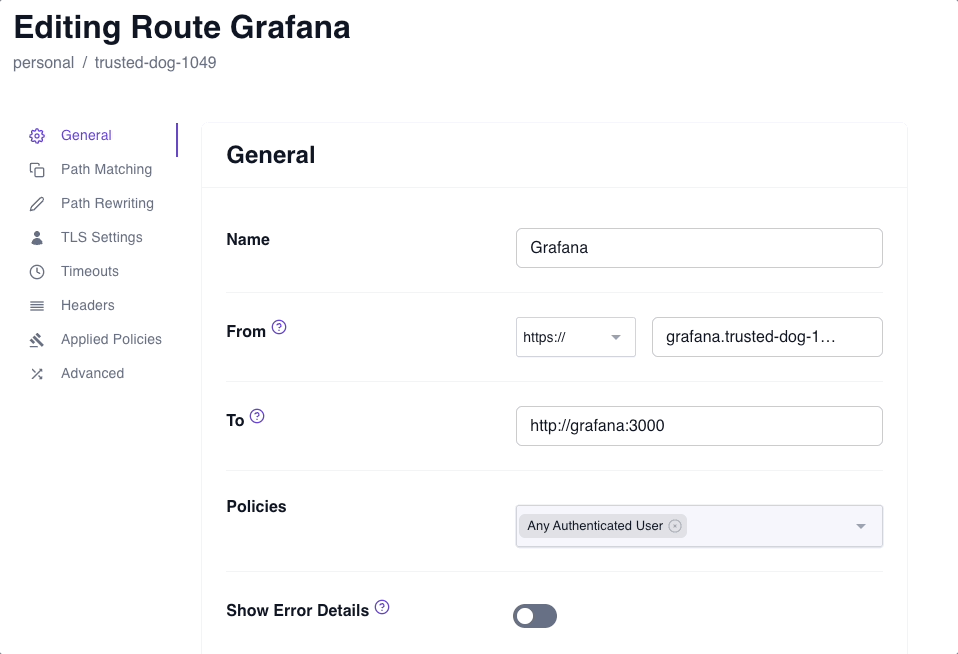 Editing Route Grafana
personal / trusted-dog-1049
General
Path Matching
Path Rewriting
TLS Settings
Timeouts
Headers
Applied Policies
Advanced
General
Name
Grafana
From ?
https://
grafana.trusted-dog-1…
To ?
http://grafana:3000
Policies
Any Authenticated User
Show Error Details ?